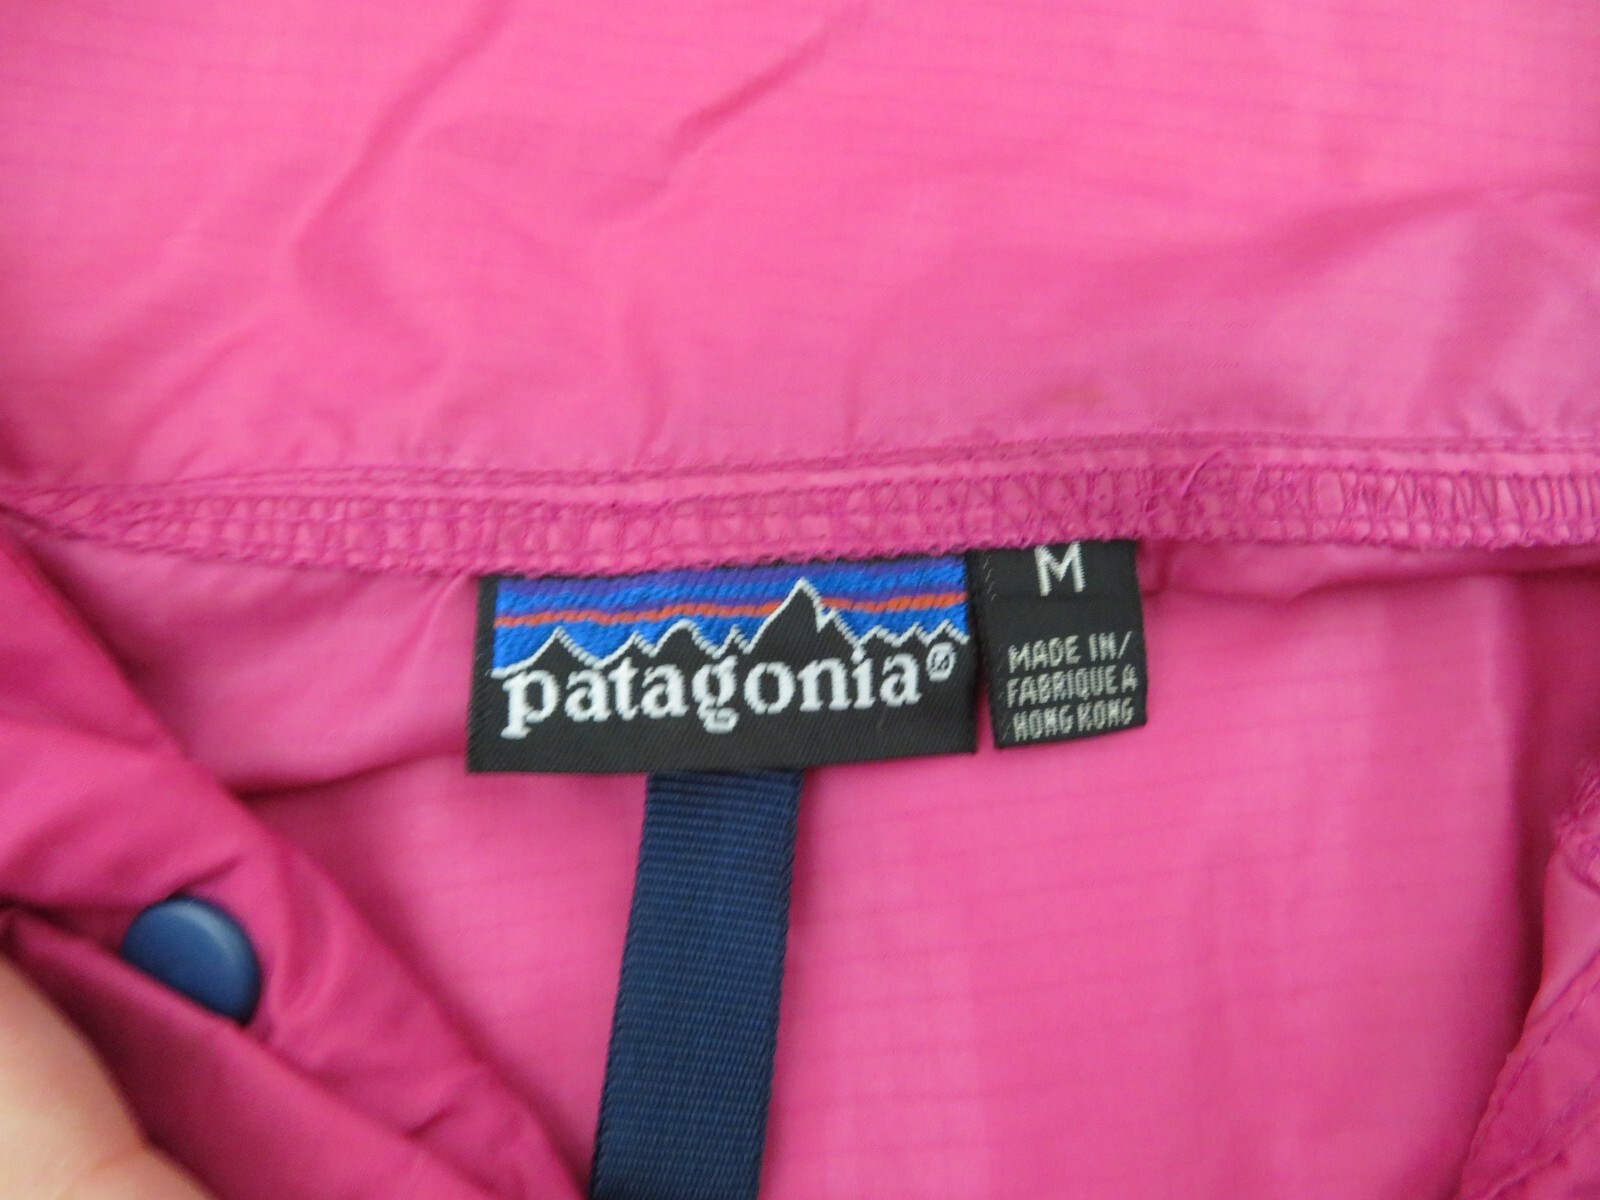 patagonia®
M
MADE IN/
FABRIQUE A
HONG KONG